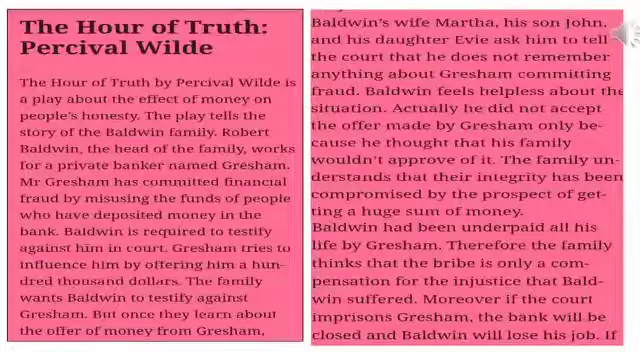 The Hour of Truth:
Percival Wilde
The Hour of Truth by Percival Wilde is
a play about the effect of money on
people's honesty. The play tells the
story of the Baldwin family. Robert
Baldwin, the head of the family, works
for a private banker named Gresham.
Mr Gresham has committed financial
fraud by misusing the funds of people
who have deposited money in the
bank. Baldwin is required to testify
against him in court. Gresham tries to
influence him by offering him a hun-
dred thousand dollars. The family
wants Baldwin to testify against
Gresham. But once they learn about
the offer of money from Gresham,
Baldwin's wife Martha, his son John,
and his daughter Evie ask him to tell
the court that he does not remember
anything about Gresham committing
fraud. Baldwin feels helpless about the
situation. Actually he did not accept
the offer made by Gresham only be-
cause he thought that his family
wouldn't approve of it. The family un-
derstands that their integrity has been
compromised by the prospect of get-
ting a huge sum of money.
Baldwin had been underpaid all his
life by Gresham. Therefore the family
thinks that the bribe is only a com-
pensation for the injustice that Bald-
win suffered. Moreover if the court
imprisons Gresham, the bank will be
closed and Baldwin will lose his job. If